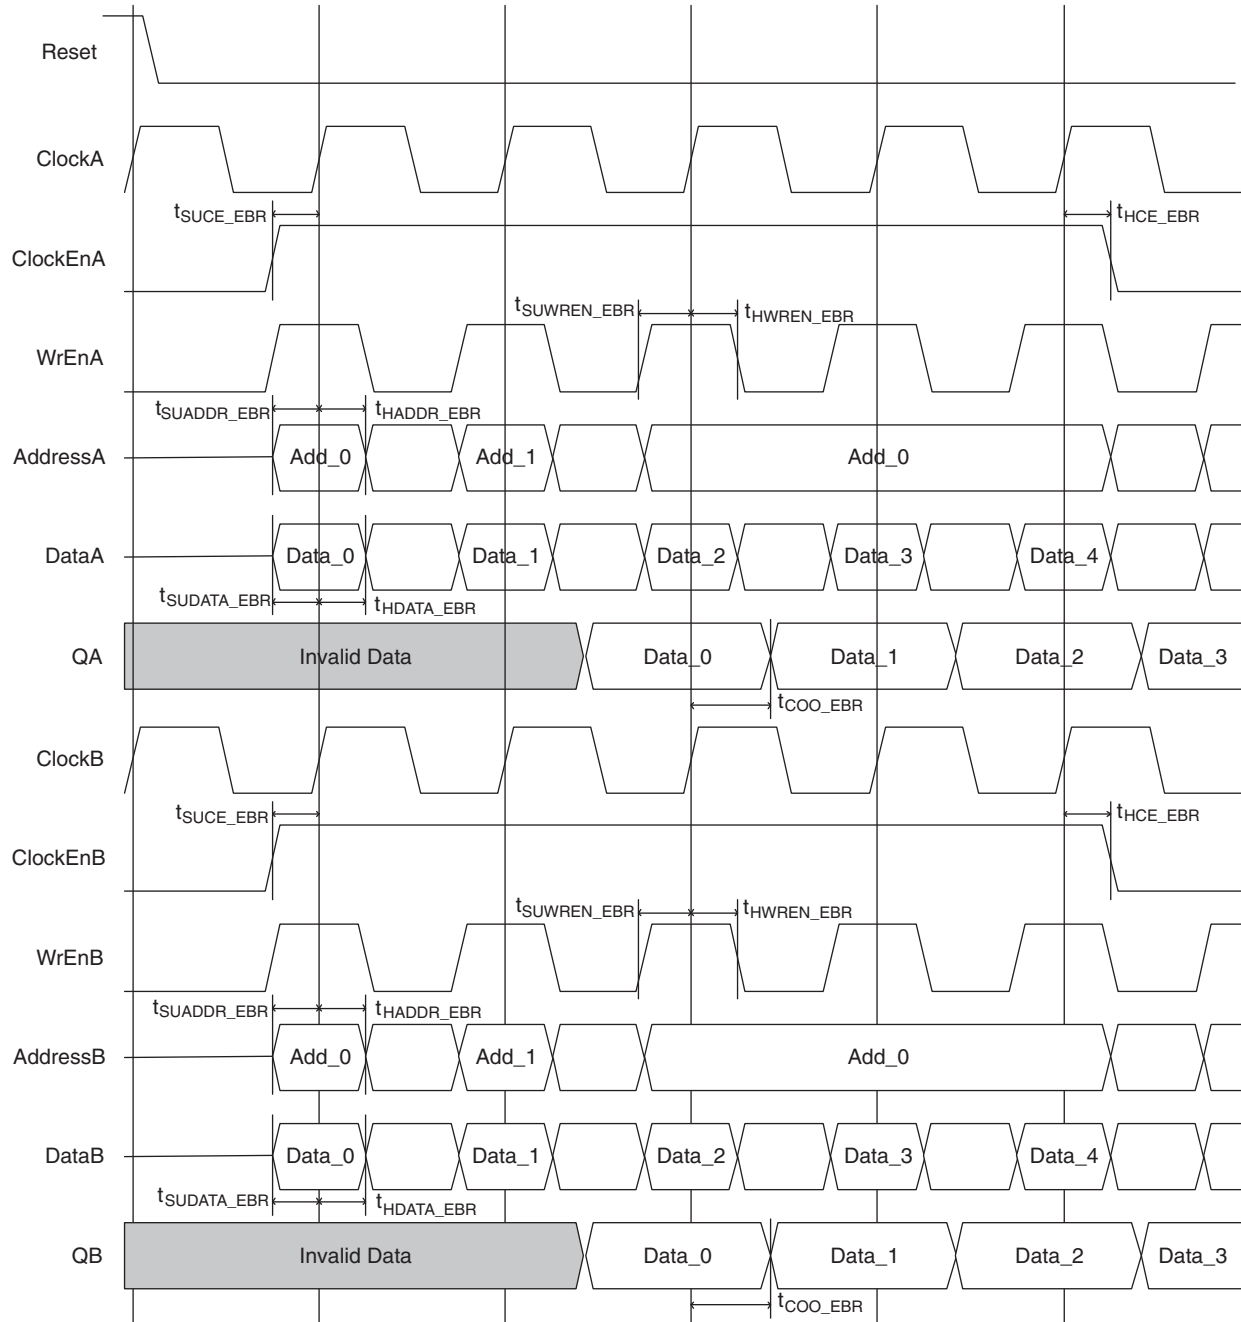 Reset
ClockA
tSUCE_EBR tHCE_EBR
ClockEnA
tSUWREN_EBR tHWREN_EBR
WrEnA
tSUADDR_EBR tHADDR_EBR
AddressA Add_0 Add_1 Add_0
DataA Data_0 Data_1 Data_2 Data_3 Data_4
tSUDATA_EBR tHDATA_EBR
QA Invalid Data Data_0 Data_1 Data_2 Data_3
tCOO_EBR
ClockB
tSUCE_EBR tHCE_EBR
ClockEnB
tSUWREN_EBR tHWREN_EBR
WrEnB
tSUADDR_EBR tHADDR_EBR
AddressB Add_0 Add_1 Add_0
DataB Data_0 Data_1 Data_2 Data_3 Data_4
tSUDATA_EBR tHDATA_EBR
QB Invalid Data Data_0 Data_1 Data_2 Data_3
tCOO_EBR